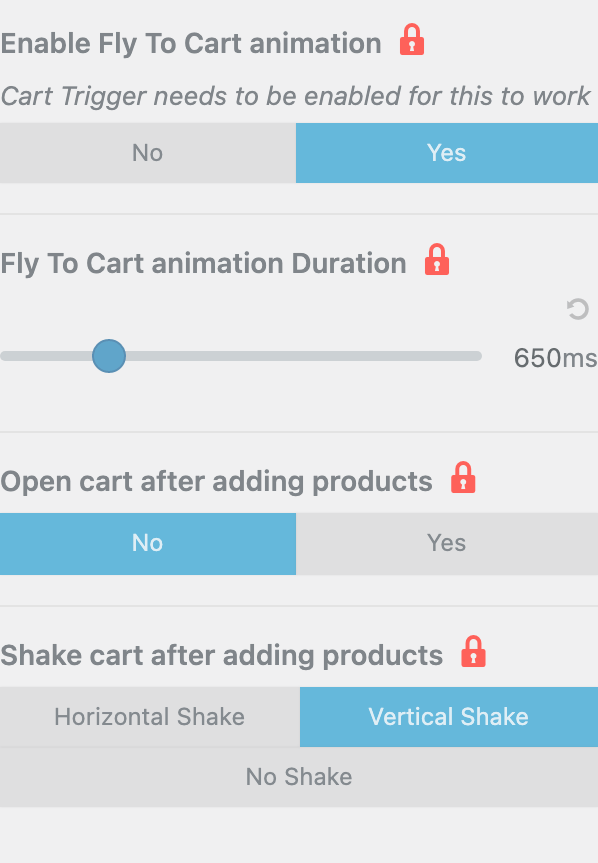 Enable Fly To Cart animation
Cart Trigger needs to be enabled for this to work
No
Yes
Fly To Cart animation Duration
650ms
Open cart after adding products
No
Yes
Shake cart after adding products
Horizontal Shake
Vertical Shake
No Shake